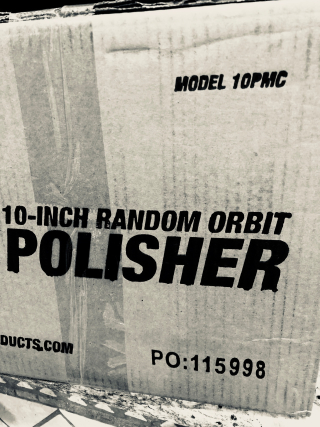 MODEL 10PMC
10-INCH RANDOM ORBIT
POLISHER
DUCTS.COM
PO:115998